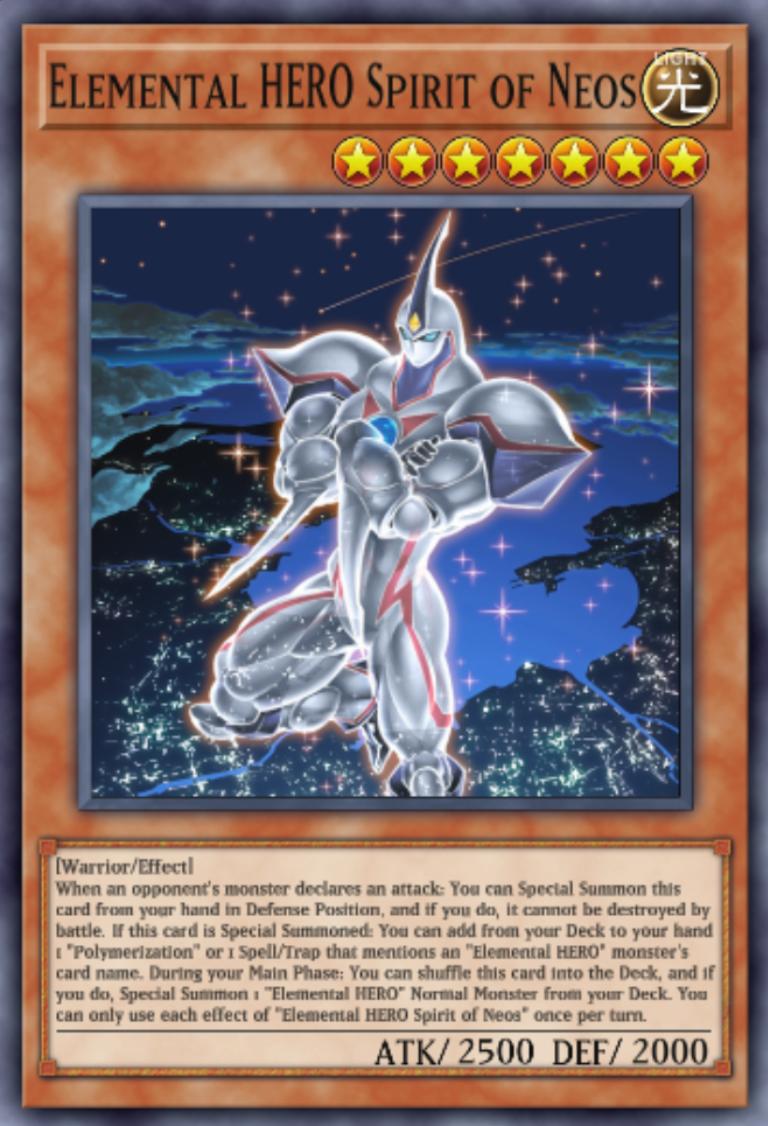 Elemental HERO Spirit of Neos
LIGHT
光
[Warrior/Effect]
When an opponent's monster declares an attack: You can Special Summon this
card from your hand in Defense Position, and if you do, it cannot be destroyed by
battle. If this card is Special Summoned: You can add from your Deck to your hand
1 "Polymerization" or 1 Spell/Trap that mentions an "Elemental HERO" monster's
card name. During your Main Phase: You can shuffle this card into the Deck, and if
you do, Special Summon 1 "Elemental HERO" Normal Monster from your Deck. You
can only use each effect of "Elemental HERO Spirit of Neos" once per turn.
ATK/ 2500 DEF/ 2000